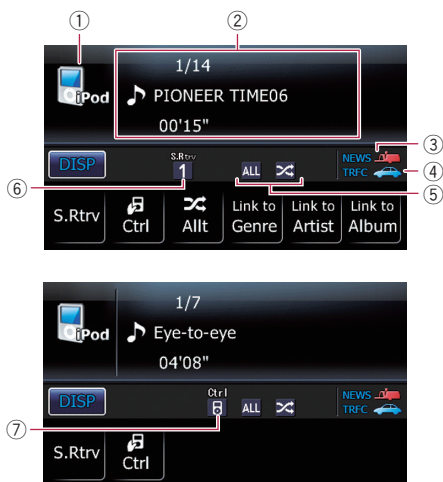 ① ②
1/14
iPod
PIONEER TIME06
00'15"
③
DISP
S.Rtrv
1
ALL
NEWS
TRFC
④
⑥
⑤
S.Rtrv
Ctrl
Allt
Link to Genre
Link to Artist
Link to Album
1/7
iPod
Eye-to-eye
04'08"
DISP
Ctrl
ALL
NEWS
TRFC
⑦
S.Rtrv
Ctrl